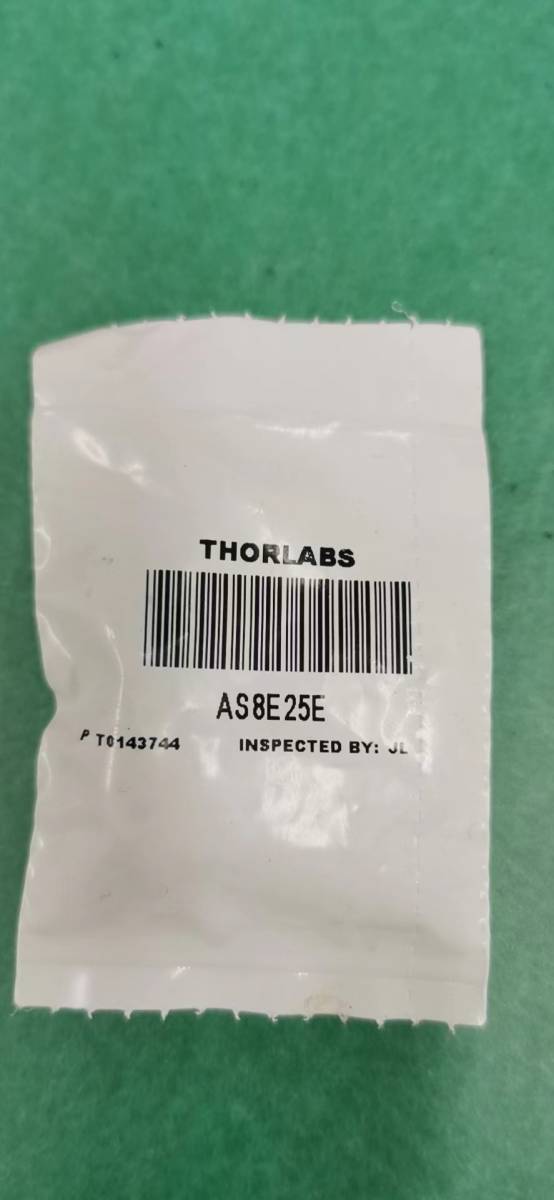 THORLABS
AS8E25E
P T0143744 INSPECTED BY: JL